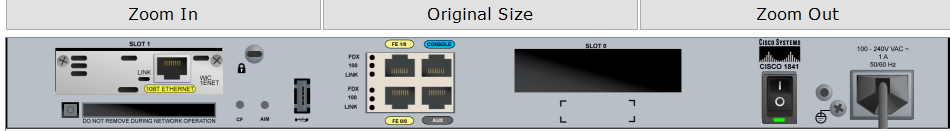 Zoom In
Original Size
Zoom Out
SLOT 1
LINK
WIC
1ENET
10BT ETHERNET
DO NOT REMOVE DURING NETWORK OPERATION
CF
AIM
FE 1/0
CONSOLE
FDX
100
LINK
FDX
100
LINK
FE 0/0
AUX
SLOT 0
CISCO SYSTEMS
CISCO 1841
I
O
100 - 240V VAC ~
1 A
50/60 Hz